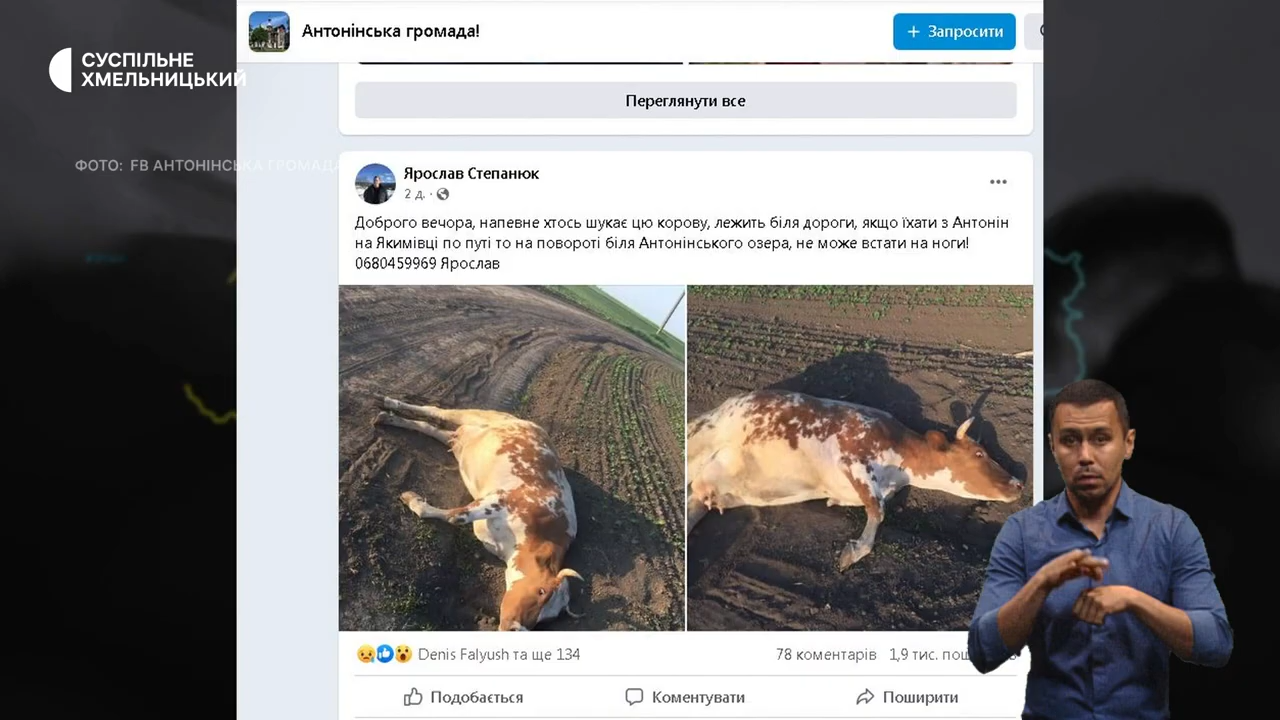 Антонінська громада!
+ Запросити
СУСПІЛЬНЕ
ХМЕЛЬНИЦЬКИЙ
Переглянути все
ФОТО: FB АНТОНІНСЬКА ГРОМАДА
Ярослав Степанюк
2 д.
Доброго вечора, напевне хтось шукає цю корову, лежить біля дороги, якщо їхати з Антонін
на Якимівці по путі то на повороті біля Антонінського озера, не може встати на ноги!
0680459969 Ярослав
Denis Falyush та ще 134
78 коментарів 1,9 тис.
Подобається
Коментувати
Поширити